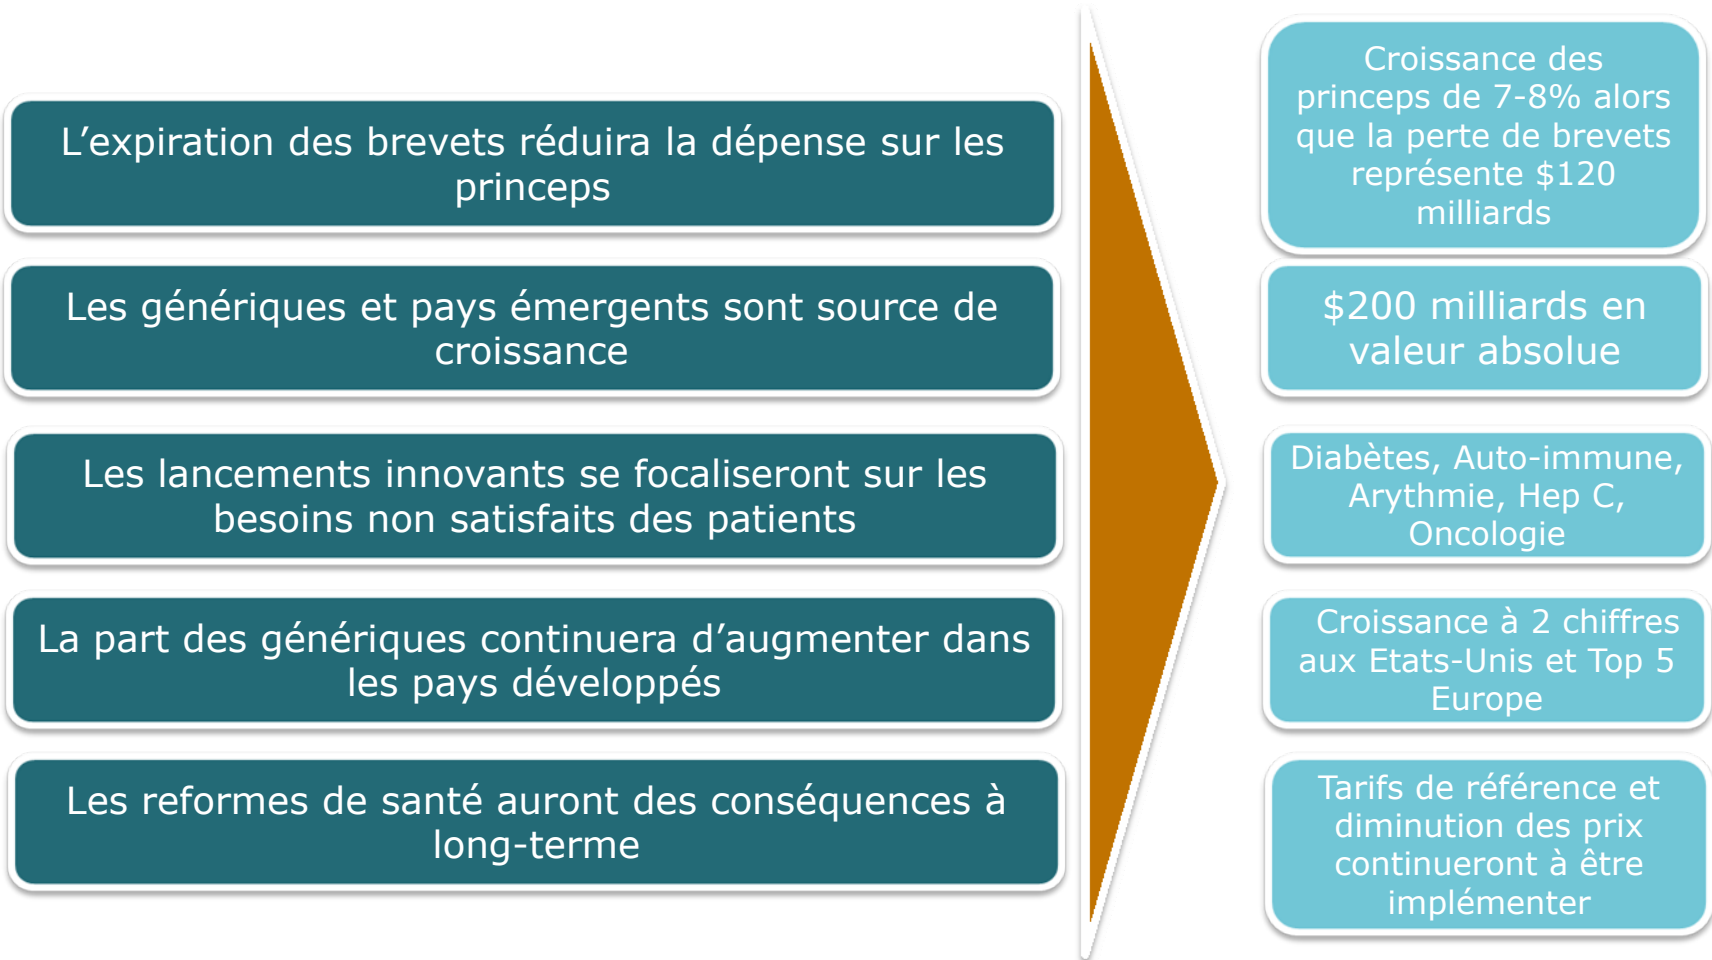 L’expiration des brevets réduira la dépense sur les
princeps
Croissance des
princeps de 7-8% alors
que la perte de brevets
représente $120
milliards
Les génériques et pays émergents sont source de
croissance
$200 milliards en
valeur absolue
Les lancements innovants se focaliseront sur les
besoins non satisfaits des patients
Diabètes, Auto-immune,
Arythmie, Hep C,
Oncologie
La part des génériques continuera d’augmenter dans
les pays développés
Croissance à 2 chiffres
aux Etats-Unis et Top 5
Europe
Les reformes de santé auront des conséquences à
long-terme
Tarifs de référence et
diminution des prix
continueront à être
implémenter